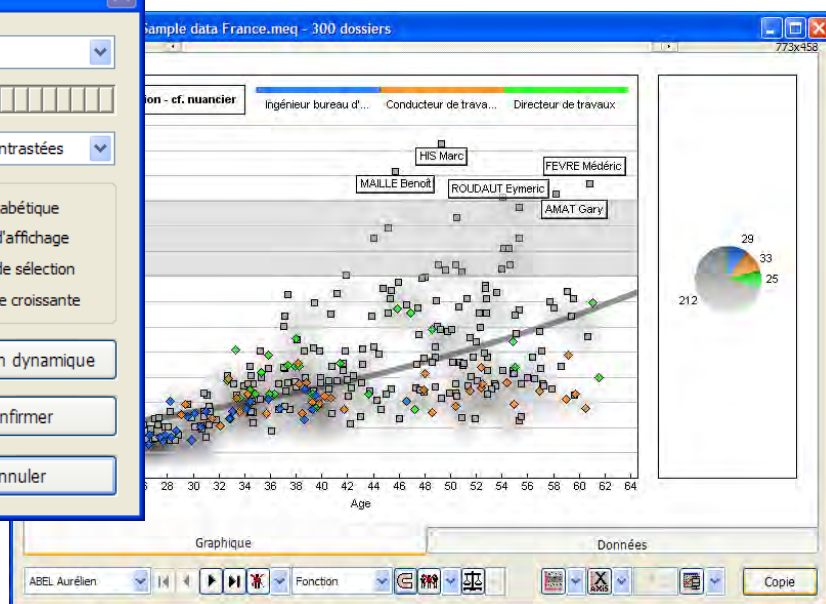 Sample data France.meq - 300 dossiers
773x458
ntrastées
abétique
d'affichage
de sélection
e croissante
n dynamique
nfirmer
nnuler
ion - cf. nuancier
Ingénieur bureau d'...
Conducteur de trava...
Directeur de travaux
HIS Marc
FEVRE Médéric
MAILLE Benoît
ROUDAUT Eymeric
AMAT Gary
29
33
25
212
28 30 32 34 36 38 40 42 44 46 48 50 52 54 56 58 60 62 64
Age
Graphique
Données
ABEL Aurélien
Fonction
X AXIS
Copie